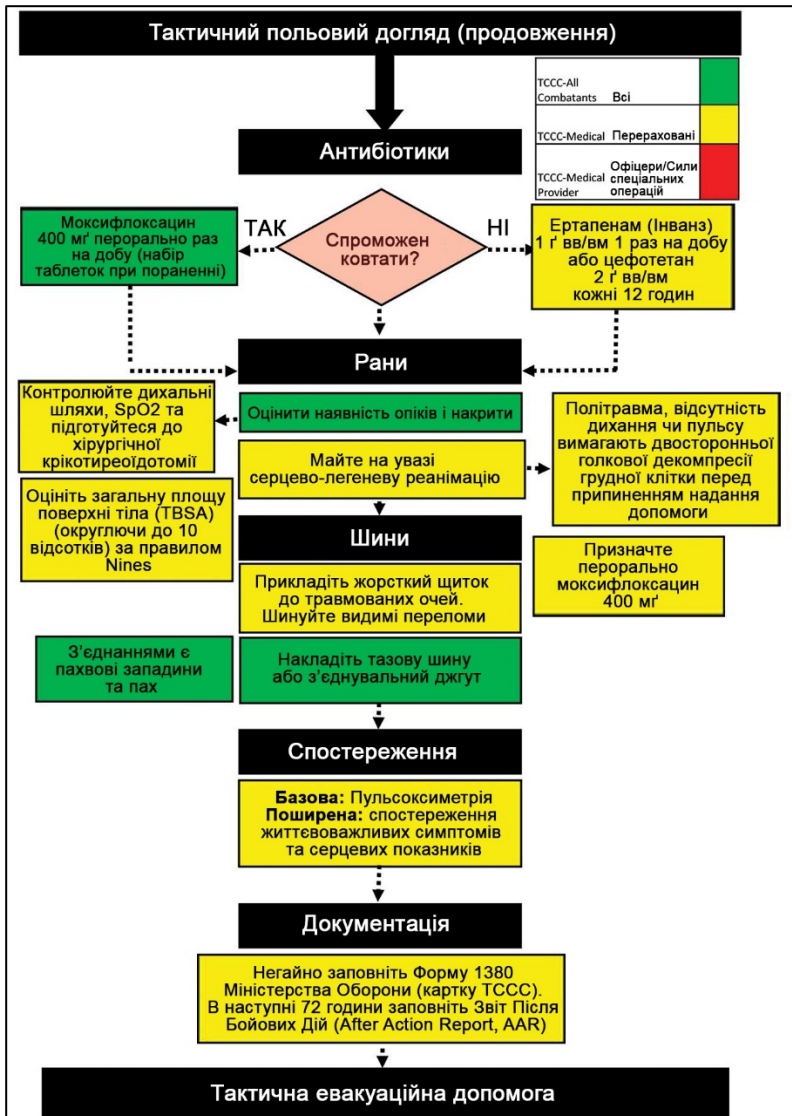 Тактичний польовий догляд (продовження)
TCCC-All
Combatants Всі
TCCC-Medical Перераховані
TCCC-Medical
Provider
Офіцери/Сили
спеціальних
операцій
Антибіотики
Моксифлоксацин
400 мґ перорально раз
на добу (набір
таблеток при пораненні)
ТАК
Спроможен
ковтати?
НІ
Ертапенам (Інванз)
1 ґ вв/вм 1 раз на добу
або цефотетан
2 ґ вв/вм
кожні 12 годин
Рани
Контролюйте дихальні
шляхи, SpO2 та
підготуйтеся до
хірургічної
крікотиреоїдотомії
Оцінити наявність опіків і накрити
Політравма, відсутність
дихання чи пульсу
вимагають двосторонньої
голкової декомпресії
грудної клітки перед
припиненням надання
допомоги
Майте на увазі
серцево-легеневу реанімацію
Оцініть загальну площу
поверхні тіла (TBSA)
(округлючи до 10
відсотків) за правилом
Nines
Шини
Прикладіть жорсткий щиток
до травмованих очей.
Шинуйте видимі переломи
Призначте
перорально
моксифлоксацин
400 мґ
З’єднаннями є
пахвові западини
та пах
Накладіть тазову шину
або з’єднувальний джгут
Спостереження
Базова: Пульсоксиметрія
Поширена: спостереження
життєвоважливих симптомів
та серцевих показників
Документація
Негайно заповніть Форму 1380
Міністерства Оборони (картку ТССС).
В наступні 72 години заповніть Звіт Після
Бойових Дій (After Action Report, AAR)
Тактична евакуаційна допомога